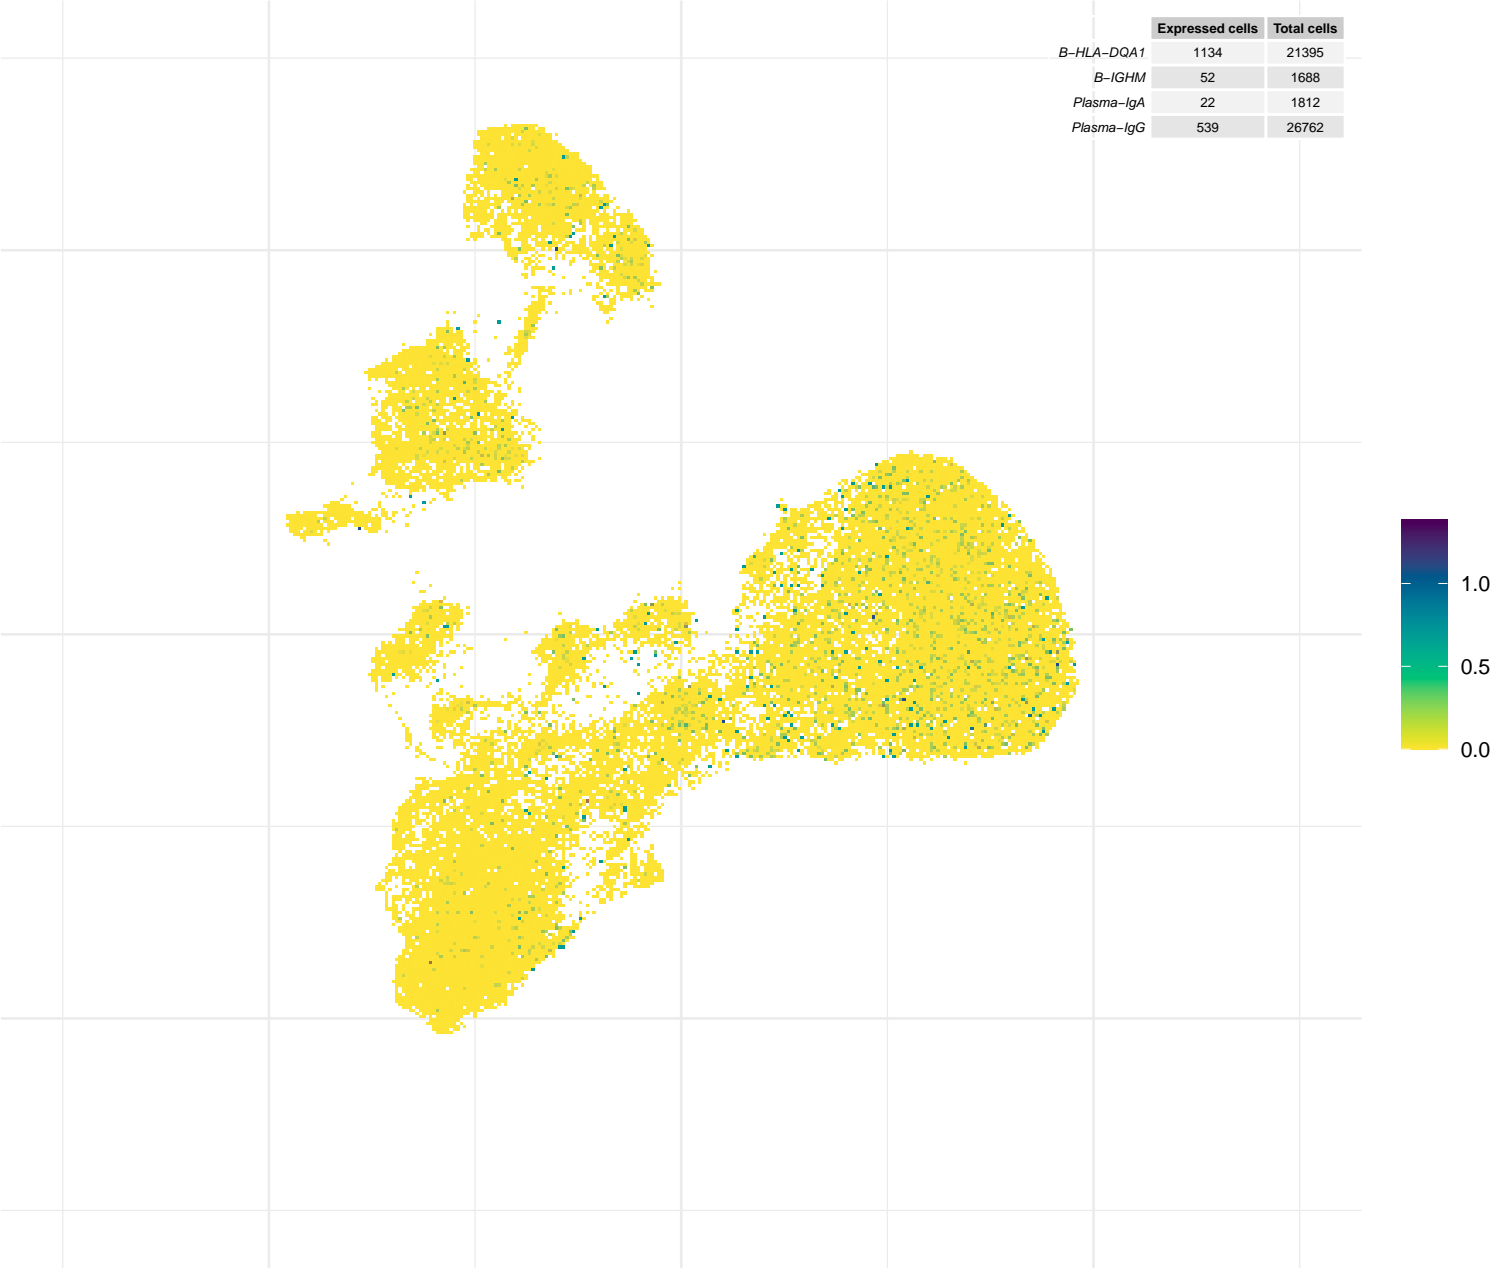 Expressed cells Total cells
B−HLA−DQA1 1134 21395
B−IGHM 52 1688
Plasma−IgA 22 1812
Plasma−IgG 539 26762
1.0
0.5
0.0